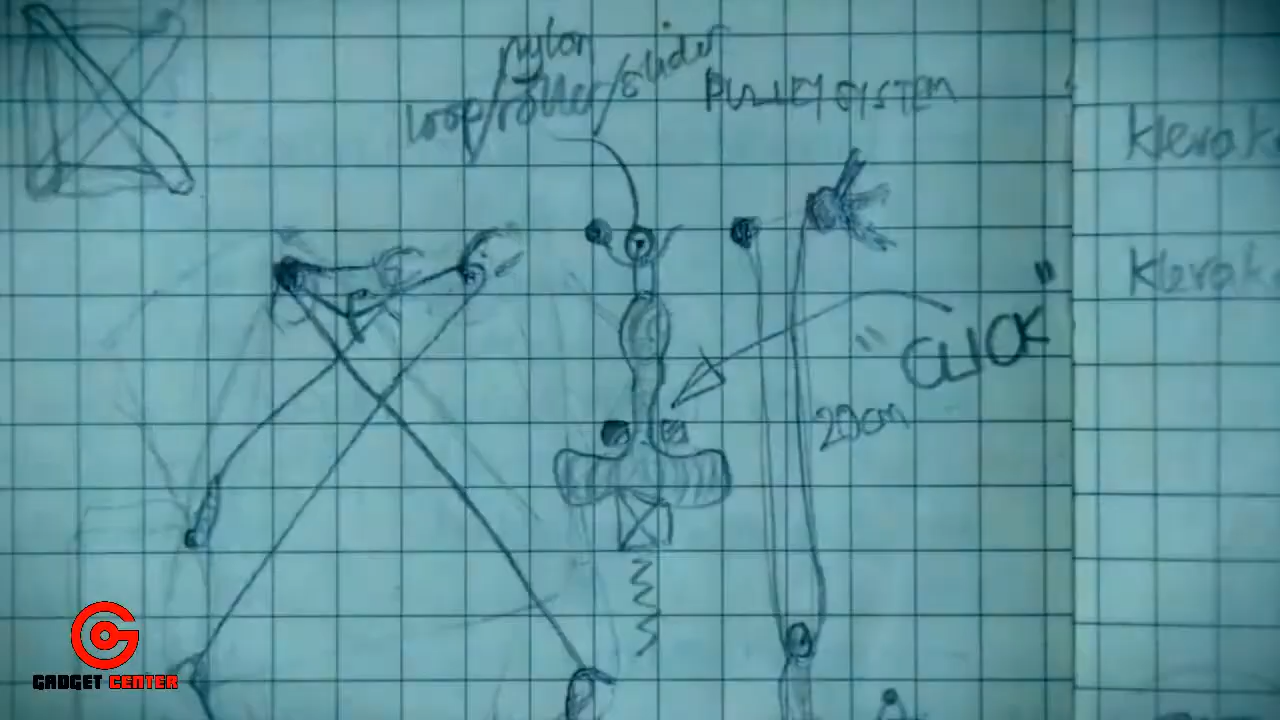 nylon
loop/roller/slider
PULLEY SYSTEM
"CLICK"
20cm
GADGET CENTER